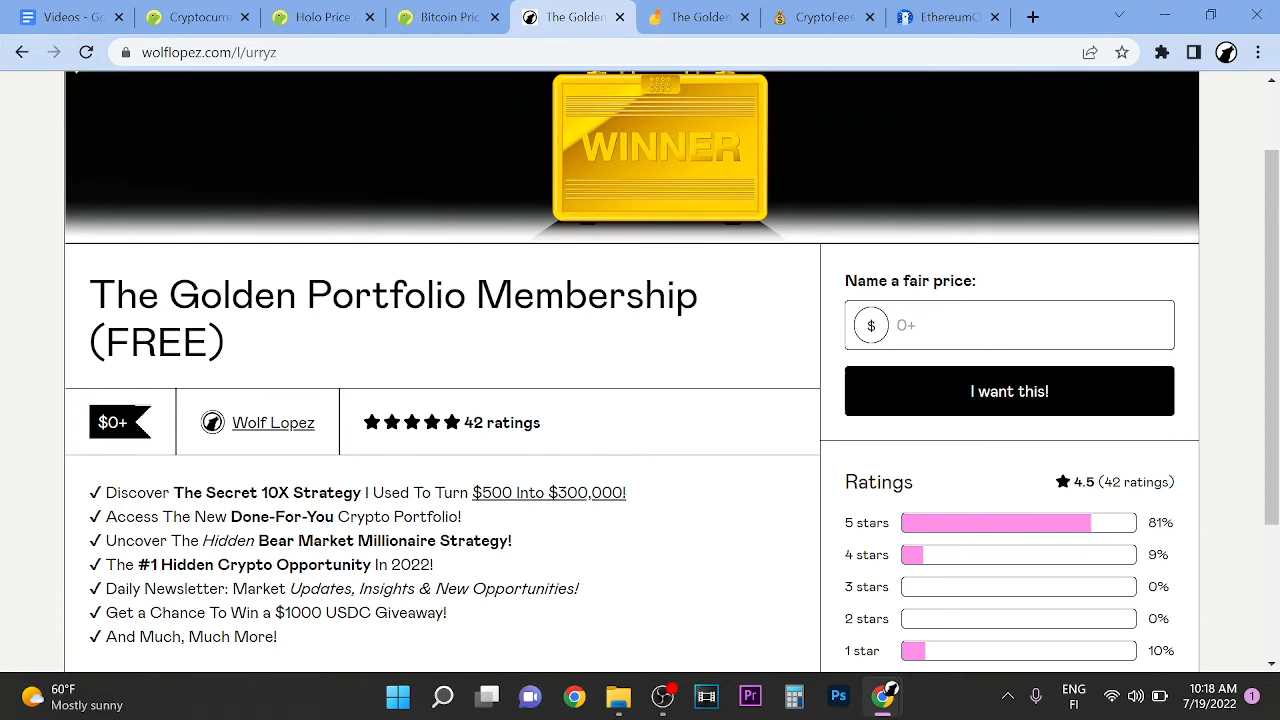 Videos - Go
Cryptocurre
Holo Price
Bitcoin Pric
The Golden
The Golden
CryptoFees
EthereumCl
wolflopez.com/l/urryz
WINNER
The Golden Portfolio Membership
(FREE)
$0+
Wolf Lopez
42 ratings
✓ Discover The Secret 10X Strategy I Used To Turn $500 Into $300,000!
✓ Access The New Done-For-You Crypto Portfolio!
✓ Uncover The Hidden Bear Market Millionaire Strategy!
✓ The #1 Hidden Crypto Opportunity In 2022!
✓ Daily Newsletter: Market Updates, Insights & New Opportunities!
✓ Get a Chance To Win a $1000 USDC Giveaway!
✓ And Much, Much More!
Name a fair price:
$ 0+
I want this!
Ratings
4.5 (42 ratings)
5 stars 81%
4 stars 9%
3 stars 0%
2 stars 0%
1 star 10%
60°F
Mostly sunny
Pr
Ps
ENG
FI
10:18 AM
7/19/2022
1